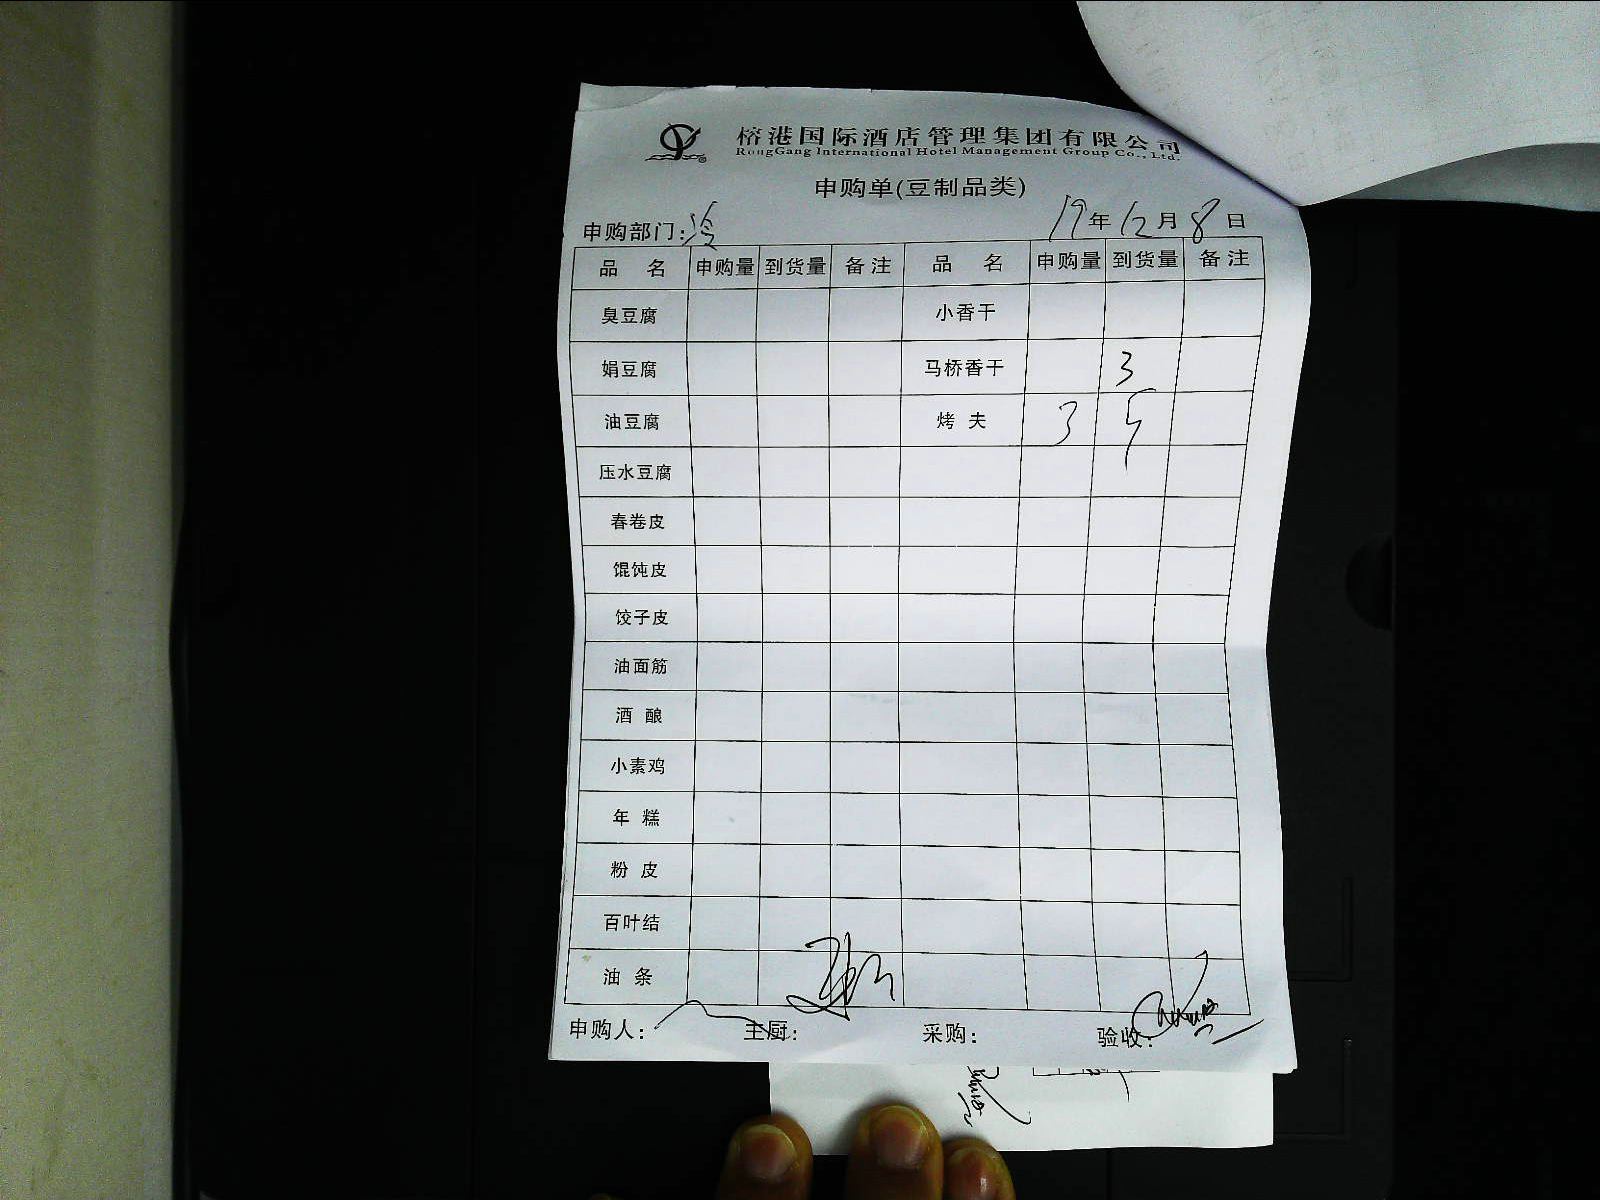 榕港国际酒店管理集团有限公司
RongGang International Hotel Management Group Co., Ltd.
申购单(豆制品类)
申购部门:冷 19年12月8日
品 名 申购量 到货量 备注 品 名 申购量 到货量 备注
臭豆腐 小香干
娟豆腐 马桥香干 3
油豆腐 烤 夫 3 5
压水豆腐
春卷皮
馄饨皮
饺子皮
油面筋
酒 酿
小素鸡
年 糕
粉 皮
百叶结
油 条
申购人: 主厨: 采购: 验收: